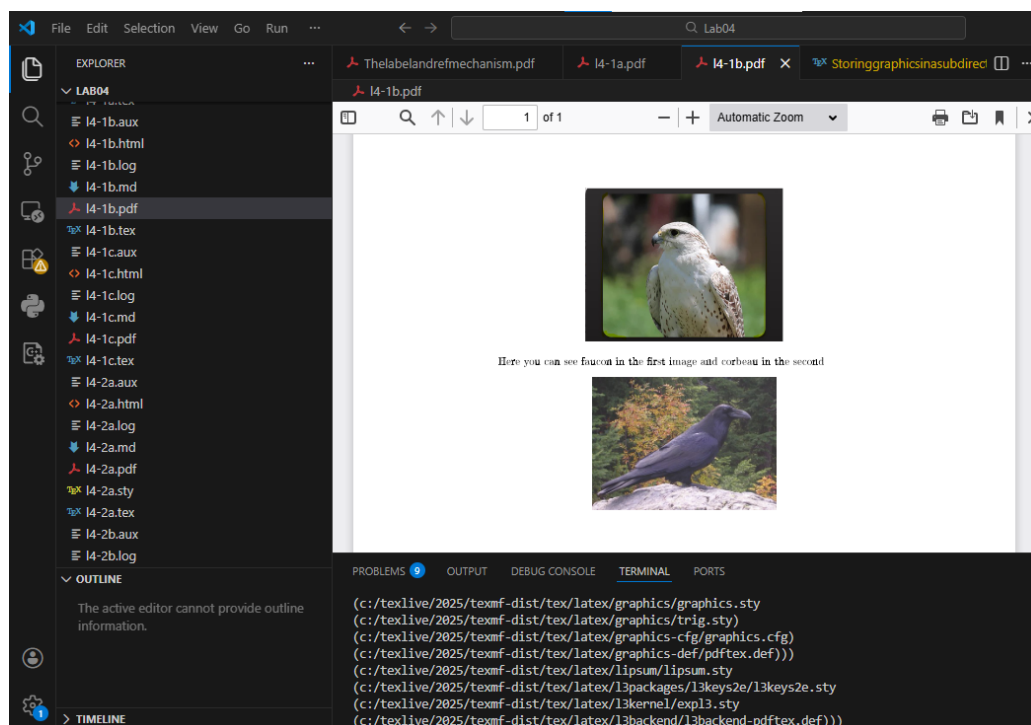 File Edit Selection View Go Run ··· ← → Lab04
EXPLORER ···
LAB04
l4-1b.aux
l4-1b.html
l4-1b.log
l4-1b.md
l4-1b.pdf
l4-1b.tex
l4-1c.aux
l4-1c.html
l4-1c.log
l4-1c.md
l4-1c.pdf
l4-1c.tex
l4-2a.aux
l4-2a.html
l4-2a.log
l4-2a.md
l4-2a.pdf
l4-2a.sty
l4-2a.tex
l4-2b.aux
l4-2b.log
OUTLINE
The active editor cannot provide outline
information.
TIMELINE
1
Thelabelandrefmechanism.pdf l4-1a.pdf l4-1b.pdf Storinggraphicsinasubdirect
l4-1b.pdf
1 of 1 Automatic Zoom
Here you can see faucon in the first image and corbeau in the second
PROBLEMS 9 OUTPUT DEBUG CONSOLE TERMINAL PORTS
(c:/texlive/2025/texmf-dist/tex/latex/graphics/graphics.sty
(c:/texlive/2025/texmf-dist/tex/latex/graphics/trig.sty)
(c:/texlive/2025/texmf-dist/tex/latex/graphics-cfg/graphics.cfg)
(c:/texlive/2025/texmf-dist/tex/latex/graphics-def/pdftex.def)))
(c:/texlive/2025/texmf-dist/tex/latex/lipsum/lipsum.sty
(c:/texlive/2025/texmf-dist/tex/latex/l3packages/l3keys2e/l3keys2e.sty
(c:/texlive/2025/texmf-dist/tex/latex/l3kernel/expl3.sty
(c:/texlive/2025/texmf-dist/tex/latex/l3backend/l3backend-pdftex.def)))